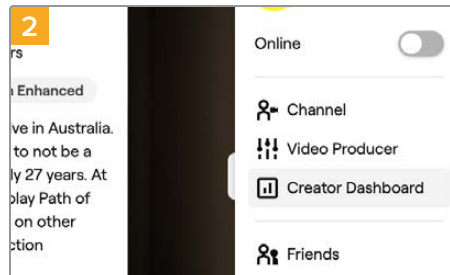 2
rs
Enhanced
ve in Australia.
to not be a
ly 27 years. At
play Path of
on other
ction
Online
Channel
Video Producer
Creator Dashboard
Friends